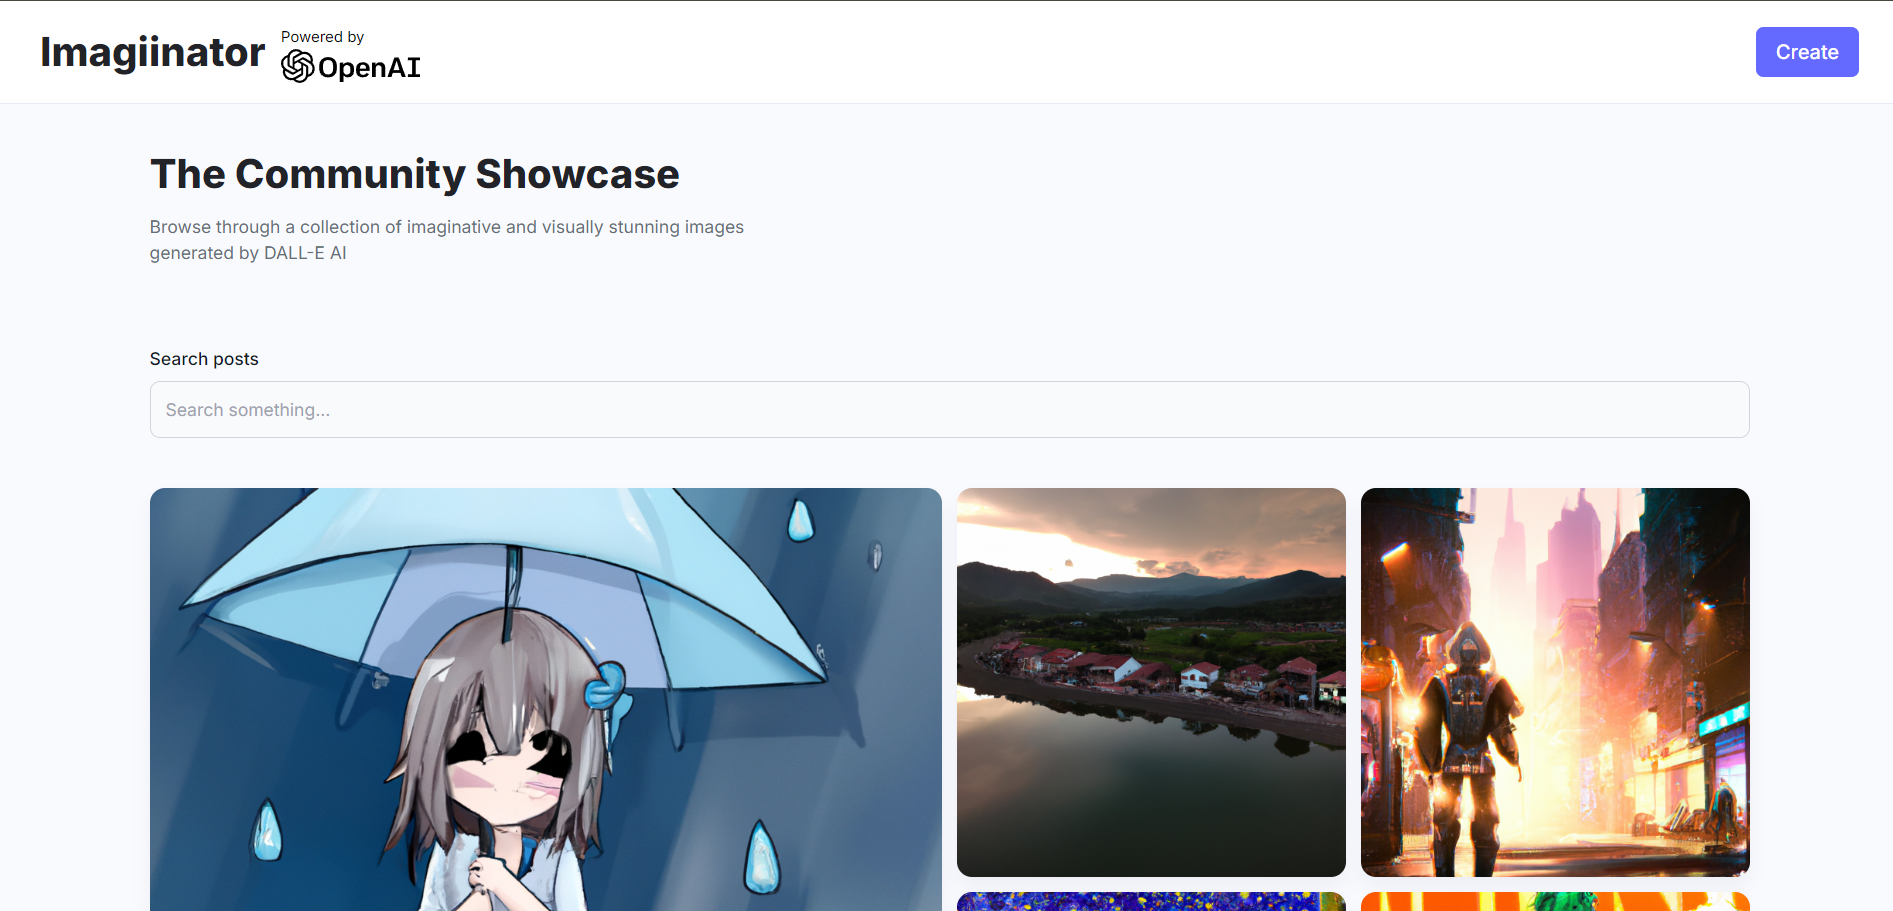 Imagiinator
Powered by
OpenAI
Create
The Community Showcase
Browse through a collection of imaginative and visually stunning images
generated by DALL-E AI
Search posts
Search something...